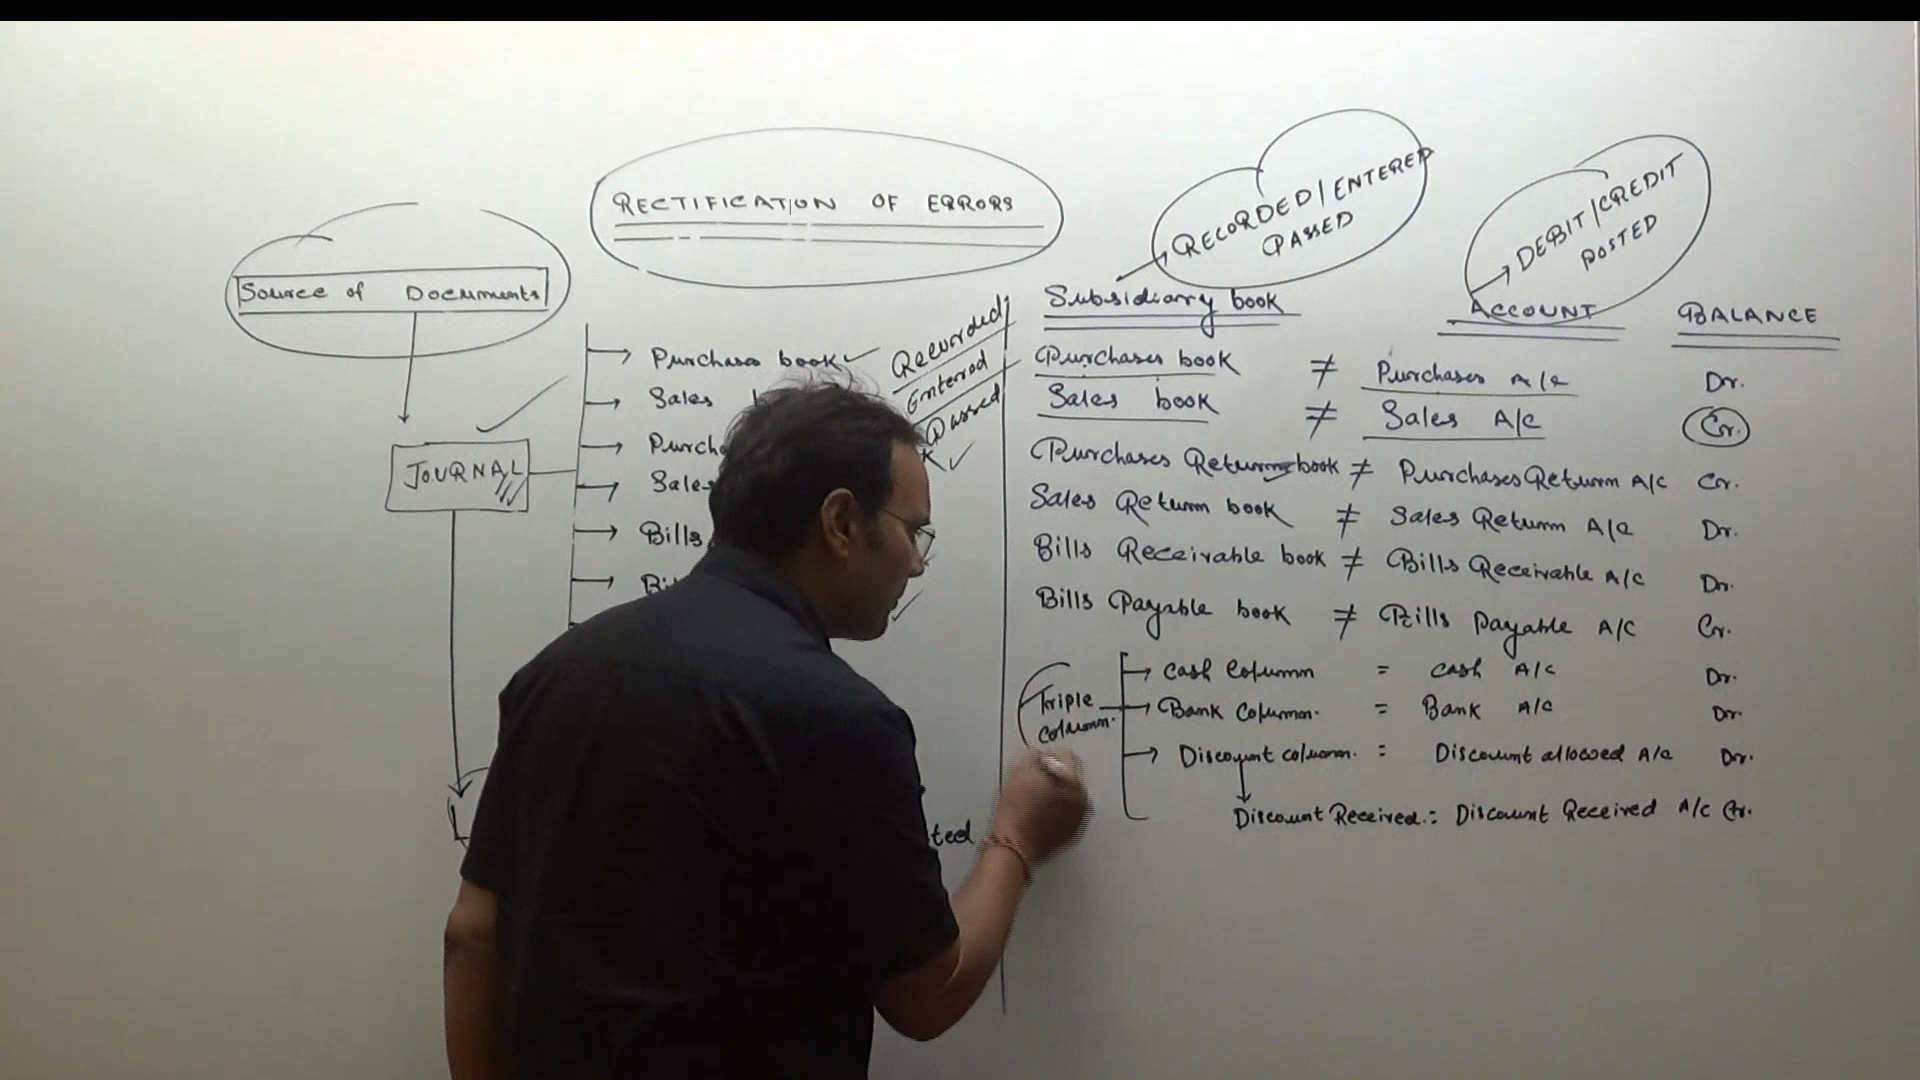 RECTIFICATION OF ERRORS
Source of Documents
JOURNAL
Purchases book
Sales
Sales
Bills
Recorded
Entered
Passed
RECORDED/ENTERED
PASSED
DEBIT/CREDIT
POSTED
Subsidiary book ACCOUNT BALANCE
Purchases book ≠ Purchases A/c Dr.
Sales book ≠ Sales A/c Cr.
Purchases Return book ≠ Purchases Return A/c Cr.
Sales Return book ≠ Sales Return A/c Dr.
Bills Receivable book ≠ Bills Receivable A/c Dr.
Bills Payable book ≠ Bills Payable A/c Cr.
Triple
Column.
Cash Column = Cash A/c Dr.
Bank Column. = Bank A/c Dr.
Discount column. = Discount allowed A/c Dr.
Discount Received. = Discount Received A/c Cr.